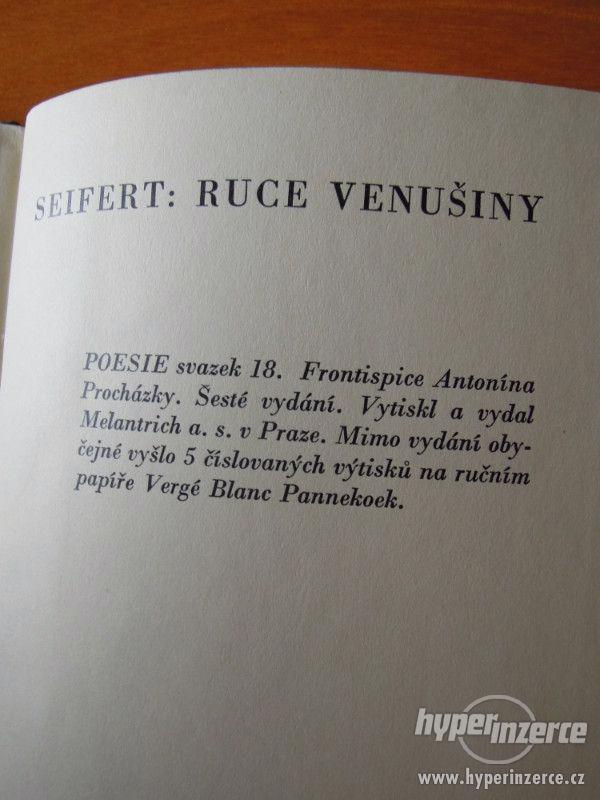 SEIFERT: RUCE VENUŠINY
POESIE svazek 18. Frontispice Antonína
Procházky. Šesté vydání. Vytiskl a vydal
Melantrich a. s. v Praze. Mimo vydání oby-
čejné vyšlo 5 číslovaných výtisků na ručním
papíře Vergé Blanc Pannekoek.
hyperinzerce
www.hyperinzerce.cz